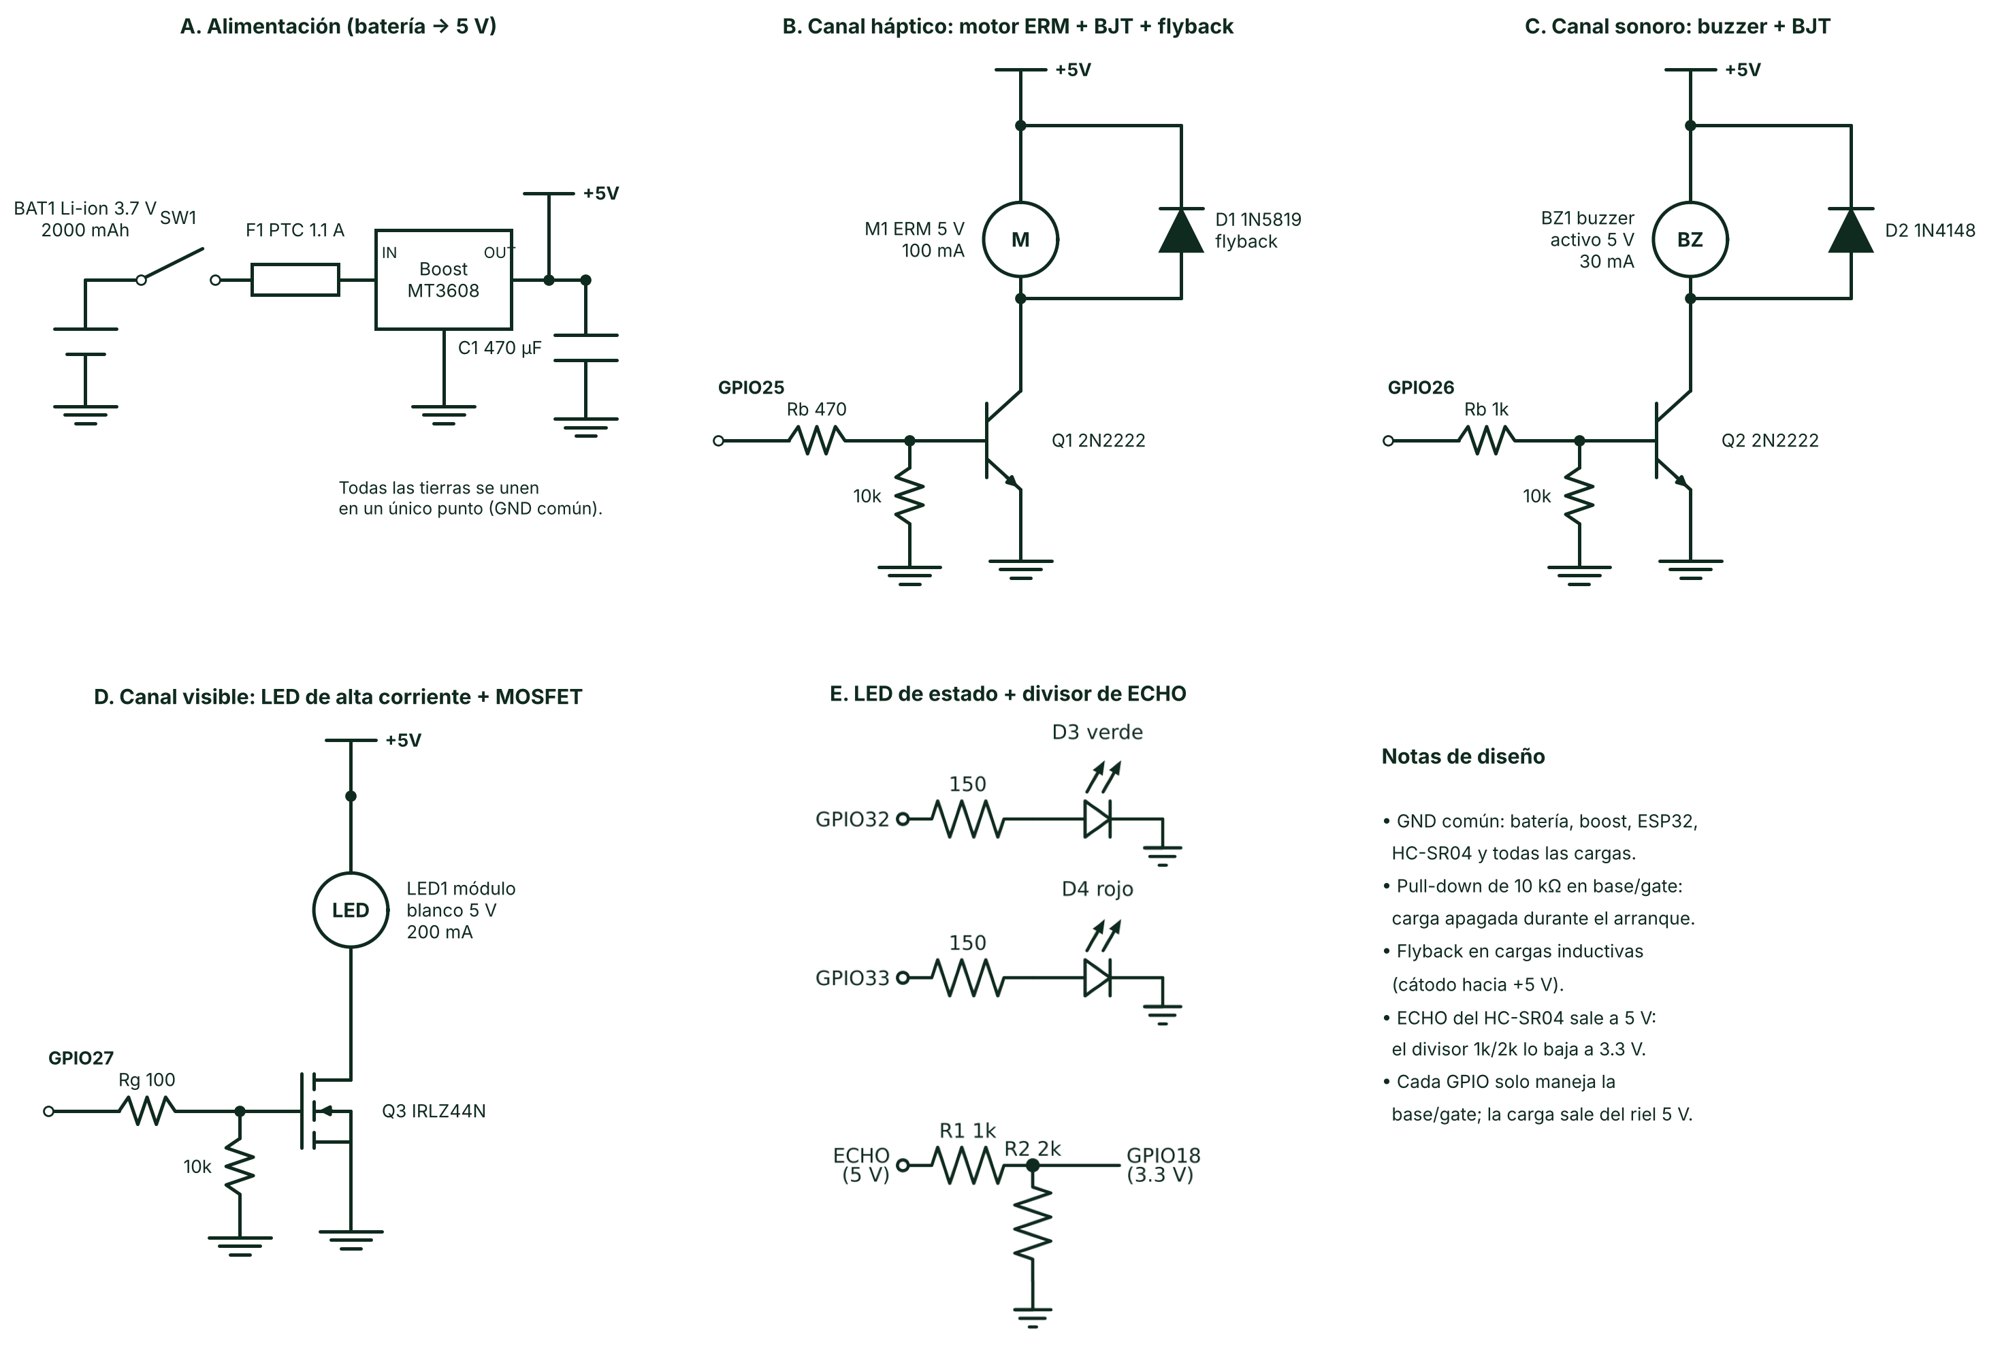 A. Alimentación (batería → 5 V)
BAT1 Li-ion 3.7 V
2000 mAh
SW1
F1 PTC 1.1 A
IN
OUT
Boost
MT3608
+5V
C1 470 µF
Todas las tierras se unen
en un único punto (GND común).
B. Canal háptico: motor ERM + BJT + flyback
+5V
M1 ERM 5 V
100 mA
M
D1 1N5819
flyback
GPIO25
Rb 470
10k
Q1 2N2222
C. Canal sonoro: buzzer + BJT
+5V
BZ1 buzzer
activo 5 V
30 mA
BZ
D2 1N4148
GPIO26
Rb 1k
10k
Q2 2N2222
D. Canal visible: LED de alta corriente + MOSFET
+5V
LED
LED1 módulo
blanco 5 V
200 mA
GPIO27
Rg 100
10k
Q3 IRLZ44N
E. LED de estado + divisor de ECHO
D3 verde
150
GPIO32
D4 rojo
150
GPIO33
R1 1k
R2 2k
ECHO
(5 V)
GPIO18
(3.3 V)
Notas de diseño
• GND común: batería, boost, ESP32,
HC-SR04 y todas las cargas.
• Pull-down de 10 kΩ en base/gate:
carga apagada durante el arranque.
• Flyback en cargas inductivas
(cátodo hacia +5 V).
• ECHO del HC-SR04 sale a 5 V:
el divisor 1k/2k lo baja a 3.3 V.
• Cada GPIO solo maneja la
base/gate; la carga sale del riel 5 V.